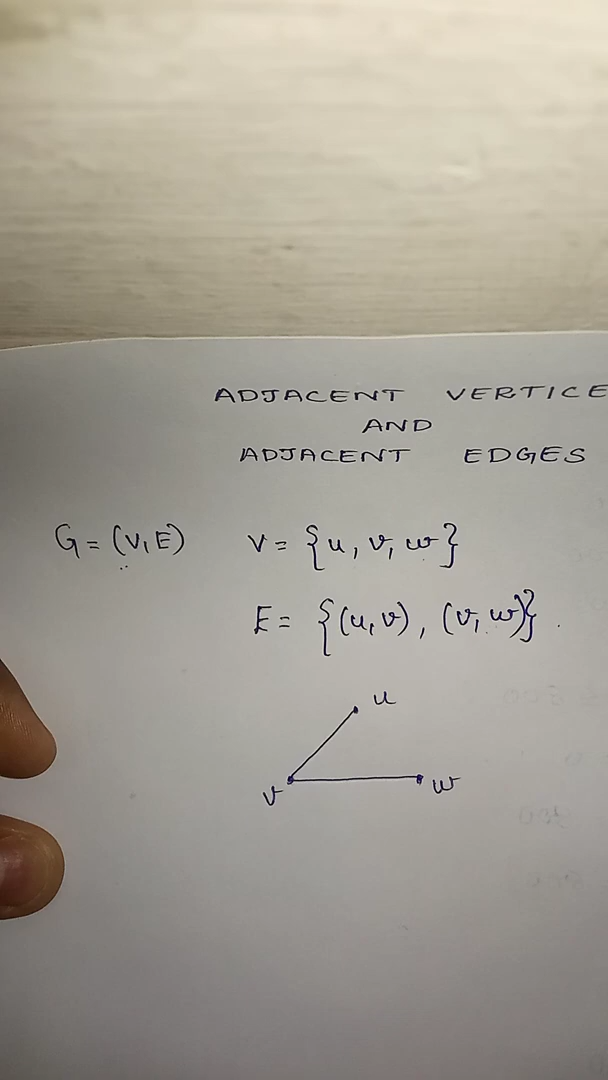 ADJACENT VERTICE
AND
ADJACENT EDGES
G = (V, E) V = {u, v, w}
E = {(u, v), (v, w)}.
u
v w